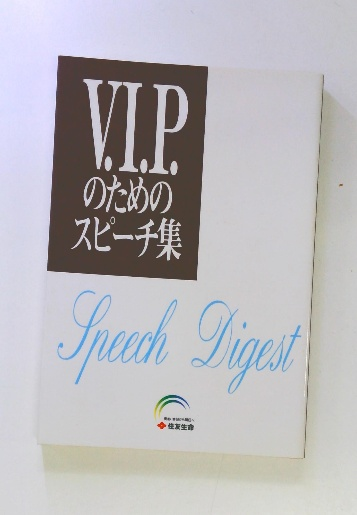 V.I.P.
のための
スピーチ集
Speech Digest
住友生命